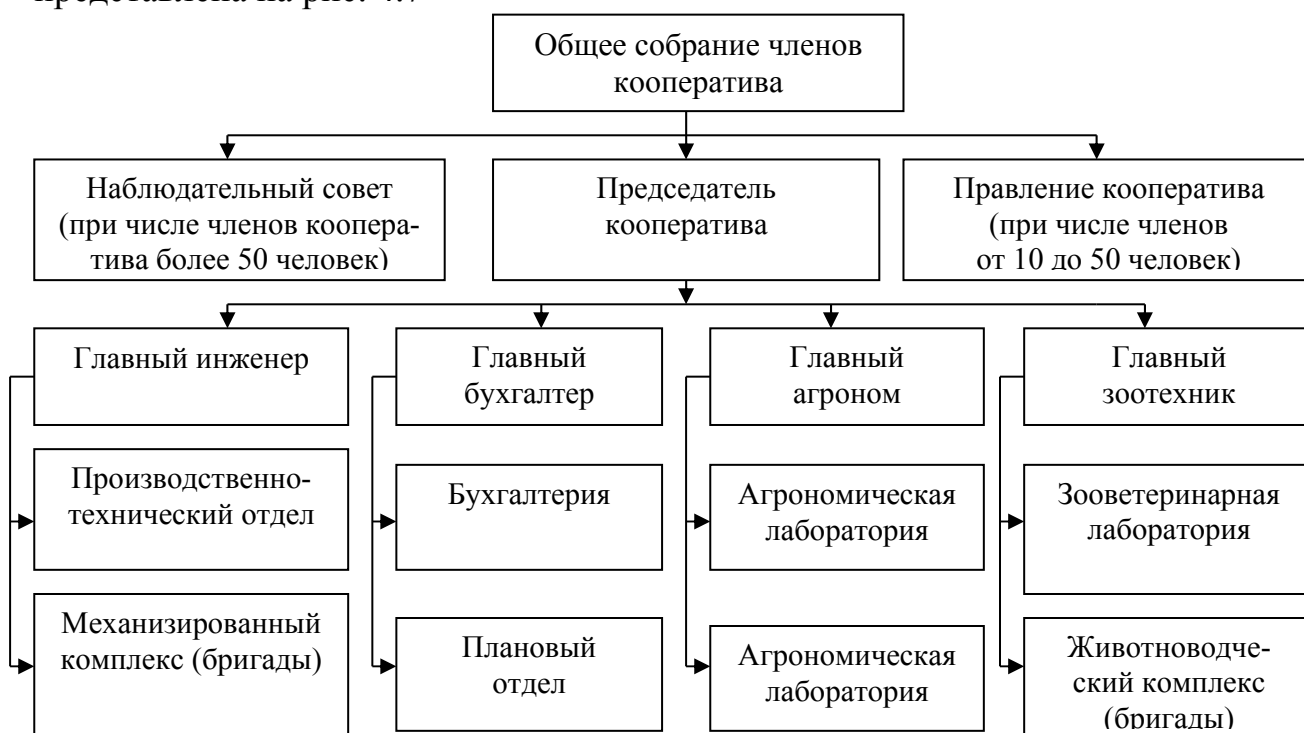 представлена на рис. 4.7
Общее собрание членов
кооператива
Наблюдательный совет
(при числе членов коопера-
тива более 50 человек)
Председатель
кооператива
Правление кооператива
(при числе членов
от 10 до 50 человек)
Главный инженер
Главный
бухгалтер
Главный
агроном
Главный
зоотехник
Производственно-
технический отдел
Бухгалтерия
Агрономическая
лаборатория
Зооветеринарная
лаборатория
Механизированный
комплекс (бригады)
Плановый
отдел
Агрономическая
лаборатория
Животноводче-
ский комплекс
(бригады)